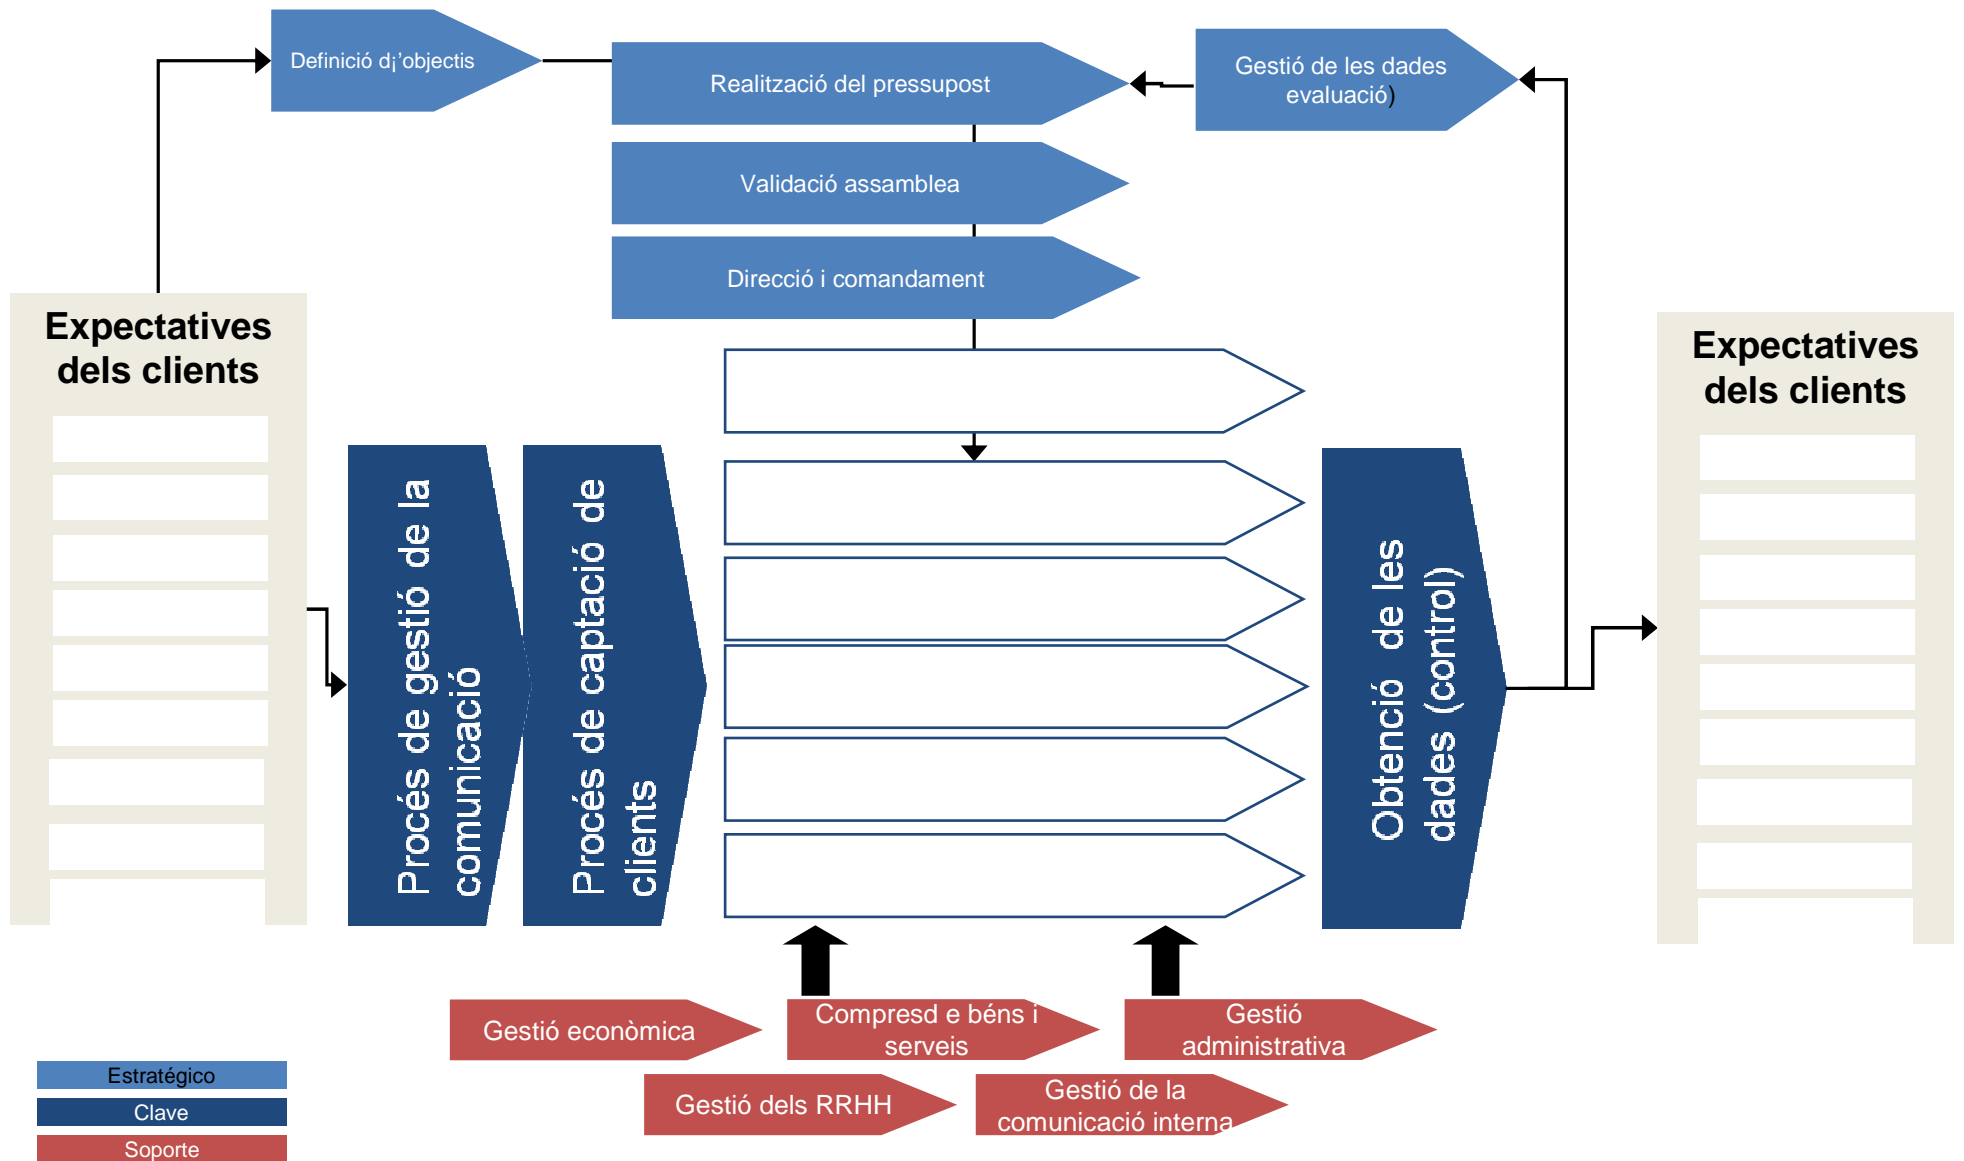 Definició d¡'objectis
Realització del pressupost
Gestió de les dades
evaluació)
Validació assamblea
Direcció i comandament
Expectatives
dels clients
Expectatives
dels clients
Procés de gestió de la
comunicació
Procés de captació de
clients
Obtenció de les
dades (control)
Gestió econòmica
Compresd e béns i
serveis
Gestió
administrativa
Gestió dels RRHH
Gestió de la
comunicació interna
Estratégico
Clave
Soporte